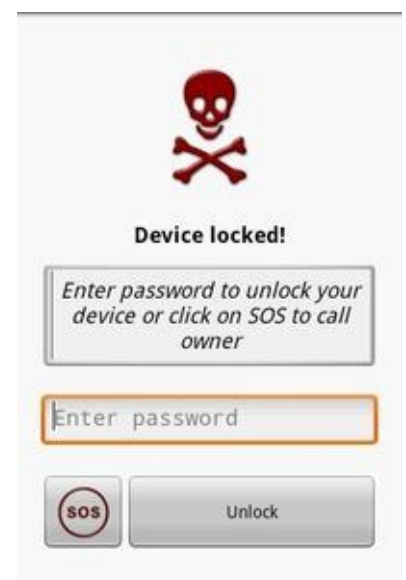 Device locked!
Enter password to unlock your
device or click on SOS to call
owner
Enter password
SOS
Unlock